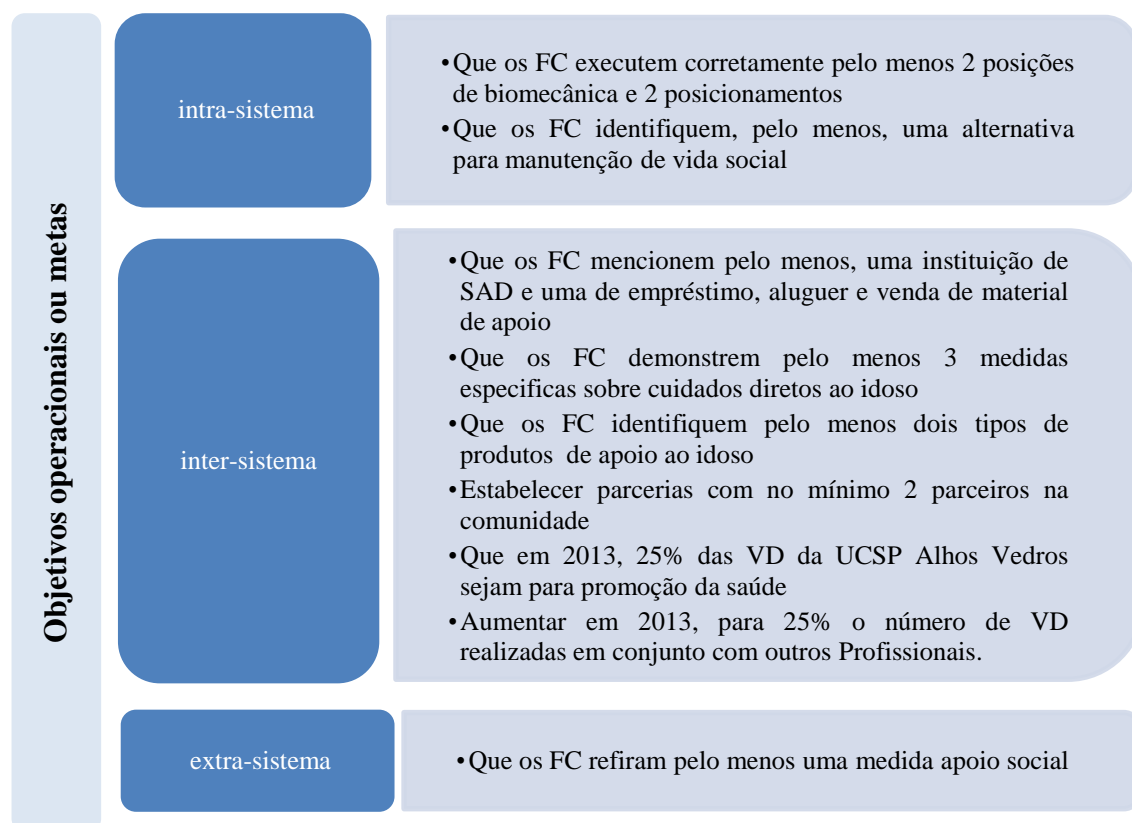 Objetivos operacionais ou metas
intra-sistema
•Que os FC executem corretamente pelo menos 2 posições
de biomecânica e 2 posicionamentos
•Que os FC identifiquem, pelo menos, uma alternativa
para manutenção de vida social
inter-sistema
•Que os FC mencionem pelo menos, uma instituição de
SAD e uma de empréstimo, aluguer e venda de material
de apoio
•Que os FC demonstrem pelo menos 3 medidas
especificas sobre cuidados diretos ao idoso
•Que os FC identifiquem pelo menos dois tipos de
produtos de apoio ao idoso
•Estabelecer parcerias com no mínimo 2 parceiros na
comunidade
•Que em 2013, 25% das VD da UCSP Alhos Vedros
sejam para promoção da saúde
•Aumentar em 2013, para 25% o número de VD
realizadas em conjunto com outros Profissionais.
extra-sistema
•Que os FC refiram pelo menos uma medida apoio social